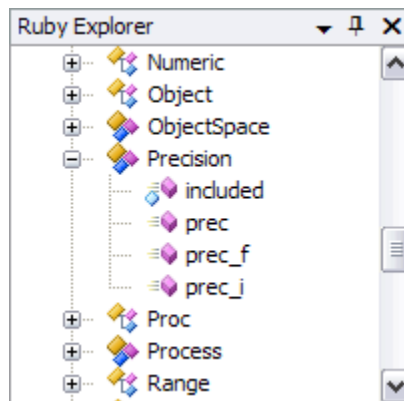 Ruby Explorer
Numeric
Object
ObjectSpace
Precision
included
prec
prec_f
prec_i
Proc
Process
Range